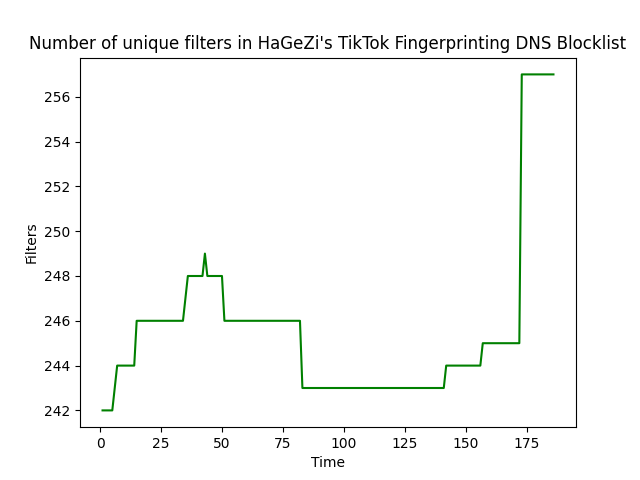 Number of unique filters in HaGeZi's TikTok Fingerprinting DNS Blocklist
256
254
252
250
248
246
244
242
Filters
0 25 50 75 100 125 150 175
Time